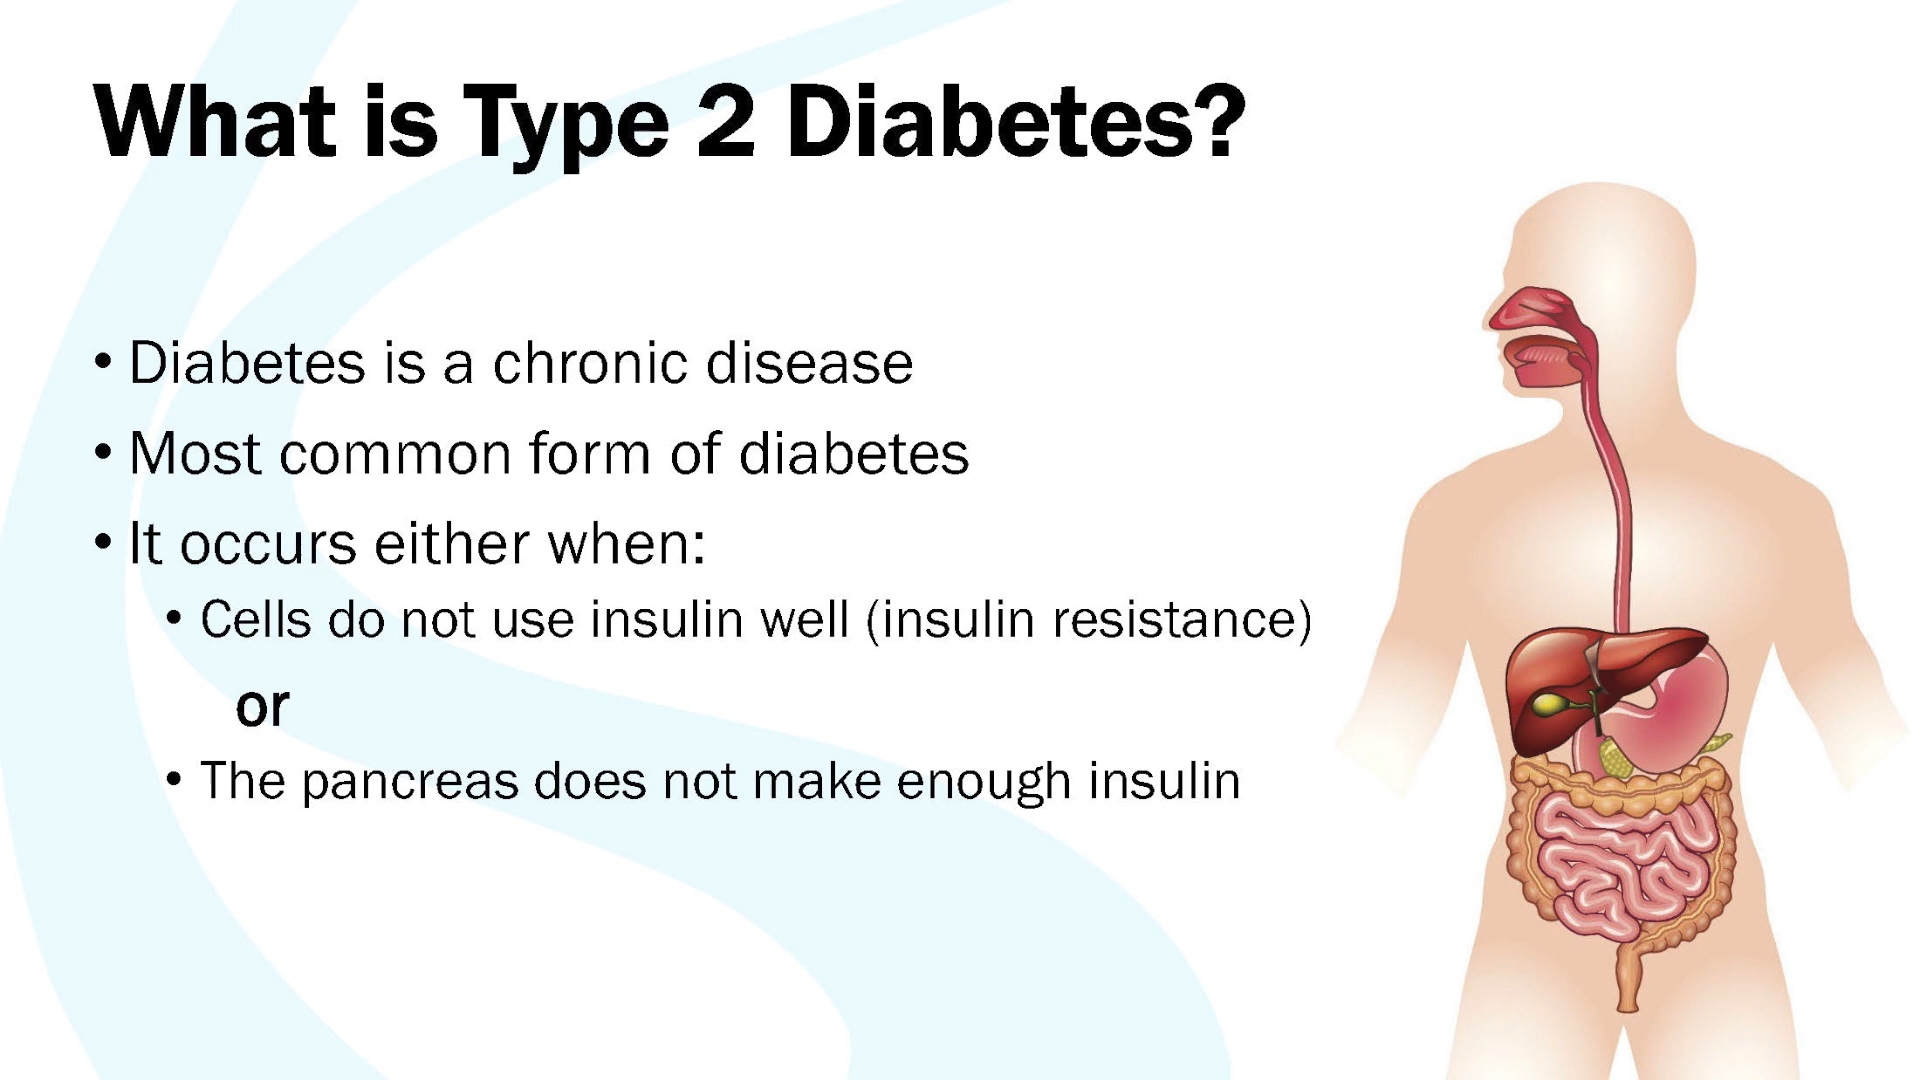 What is Type 2 Diabetes?
• Diabetes is a chronic disease
• Most common form of diabetes
• It occurs either when:
• Cells do not use insulin well (insulin resistance)
or
• The pancreas does not make enough insulin